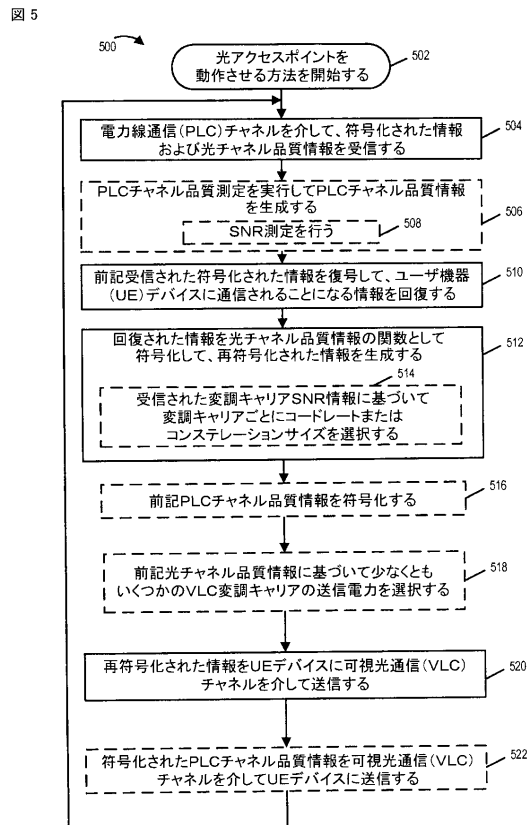 図 5
500
光アクセスポイントを
動作させる方法を開始する
502
電力線通信(PLC)チャネルを介して、符号化された情報
および光チャネル品質情報を受信する
504
PLCチャネル品質測定を実行してPLCチャネル品質情報
を生成する
506
SNR測定を行う
508
前記受信された符号化された情報を復号して、ユーザ機器
(UE)デバイスに通信されることになる情報を回復する
510
回復された情報を光チャネル品質情報の関数として
符号化して、再符号化された情報を生成する
512
514
受信された変調キャリアSNR情報に基づいて
変調キャリアごとにコードレートまたは
コンステレーションサイズを選択する
前記PLCチャネル品質情報を符号化する
516
前記光チャネル品質情報に基づいて少なくとも
いくつかのVLC変調キャリアの送信電力を選択する
518
再符号化された情報をUEデバイスに可視光通信(VLC)
チャネルを介して送信する
520
符号化されたPLCチャネル品質情報を可視光通信(VLC)
チャネルを介してUEデバイスに送信する
522